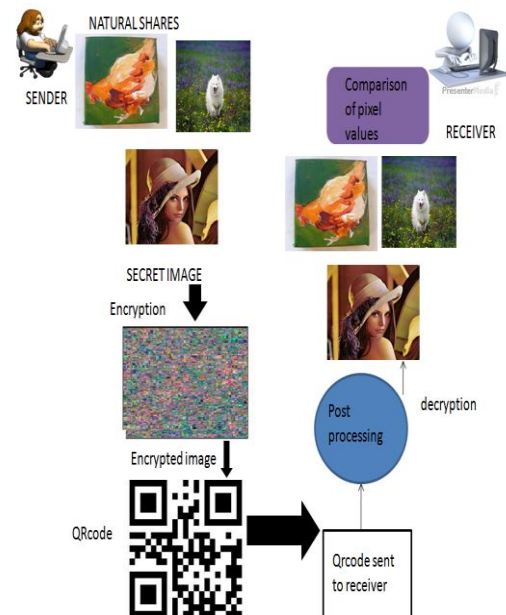 NATURAL SHARES
SENDER
SECRET IMAGE
Encryption
Encrypted image
QRcode
Comparison
of pixel
values
PresenterMedia
RECEIVER
decryption
Post
processing
Qrcode sent
to receiver